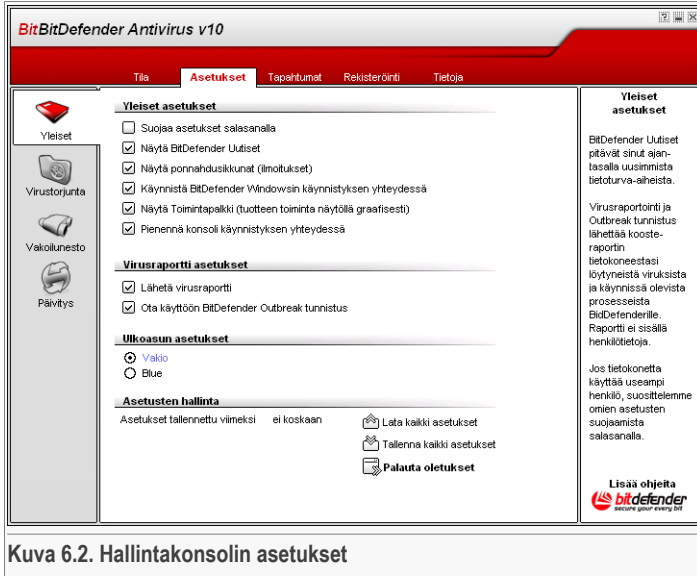 BitBitDefender Antivirus v10
Tila Asetukset Tapahtumat Rekisteröinti Tietoja
Yleiset
Virustorjunta
Vakoilunesto
Päivitys
Yleiset asetukset
Suojaa asetukset salasanalla
Näytä BitDefender Uutiset
Näytä ponnahdusikkunat (ilmoitukset)
Käynnistä BitDefender Windowsin käynnistyksen yhteydessä
Näytä Toimintapalkki (tuotteen toiminta näytöllä graafisesti)
Pienennä konsoli käynnistyksen yhteydessä
Virusraportti asetukset
Lähetä virusraportti
Ota käyttöön BitDefender Outbreak tunnistus
Ulkoasun asetukset
Vakio
Blue
Asetusten hallinta
Asetukset tallennettu viimeksi ei koskaan
Lata kaikki asetukset
Tallenna kaikki asetukset
Palauta oletukset
Yleiset
asetukset
BitDefender Uutiset
pitävät sinut ajan-
tasalla uusimmista
tietoturva-aiheista.
Virusraportointi ja
Outbreak tunnistus
lähettää kooste-
raportin
tietokoneestasi
löytyneistä viruksista
ja käynnissä olevista
prosesseista
BidDefenderille.
Raportti ei sisällä
henkilötietoja.
Jos tietokonetta
käyttää useampi
henkilö, suosittelemme
omien asetusten
suojaamista
salasanalla.
Lisää ohjeita
bitdefender
secure your every bit
Kuva 6.2. Hallintakonsolin asetukset